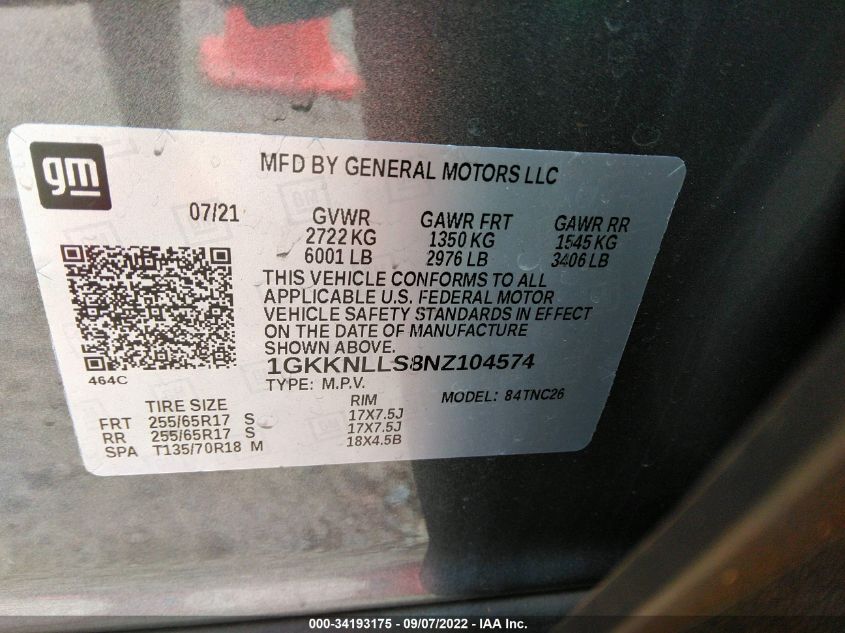 gm
MFD BY GENERAL MOTORS LLC
07/21 GVWR GAWR FRT GAWR RR
2722 KG 1350 KG 1545 KG
6001 LB 2976 LB 3406 LB
THIS VEHICLE CONFORMS TO ALL
APPLICABLE U.S. FEDERAL MOTOR
VEHICLE SAFETY STANDARDS IN EFFECT
ON THE DATE OF MANUFACTURE
SHOWN ABOVE.
1GKKNLLS8NZ104574
464C
TYPE: M.P.V. MODEL: 84TNC26
TIRE SIZE RIM
FRT 255/65R17 S 17X7.5J
RR 255/65R17 S 17X7.5J
SPA T135/70R18 M 18X4.5B
000-34193175 - 09/07/2022 - IAA Inc.